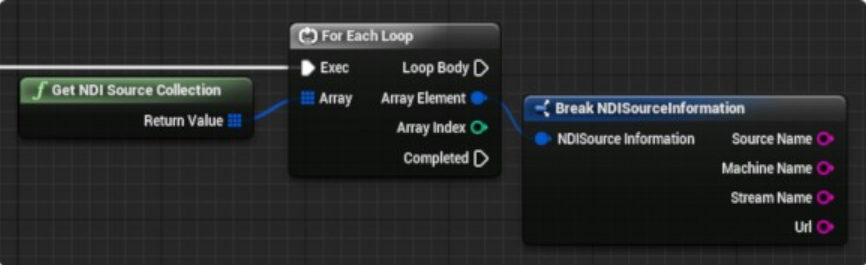 For Each Loop
Exec Loop Body
Get NDI Source Collection
Array Array Element
Return Value
Array Index
Completed
Break NDISourceInformation
NDISource Information Source Name
Machine Name
Stream Name
Url